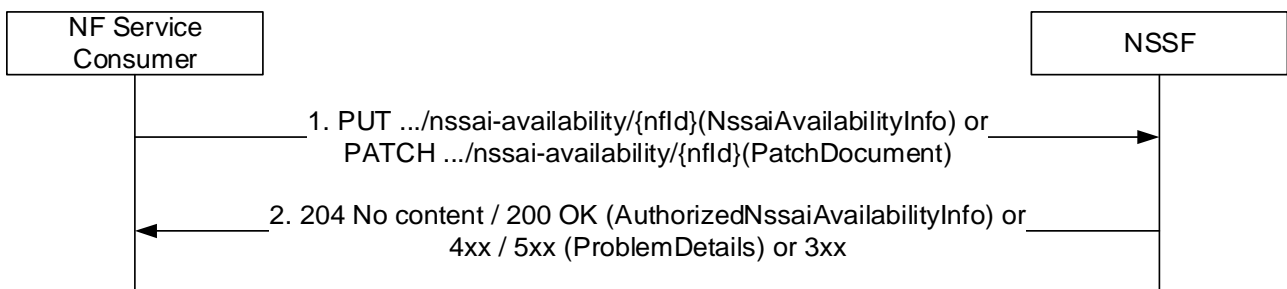 NF Service
Consumer
NSSF
1. PUT .../nssai-availability/{nfId}(NssaiAvailabilityInfo) or
PATCH .../nssai-availability/{nfId}(PatchDocument)
2. 204 No content / 200 OK (AuthorizedNssaiAvailabilityInfo) or
4xx / 5xx (ProblemDetails) or 3xx